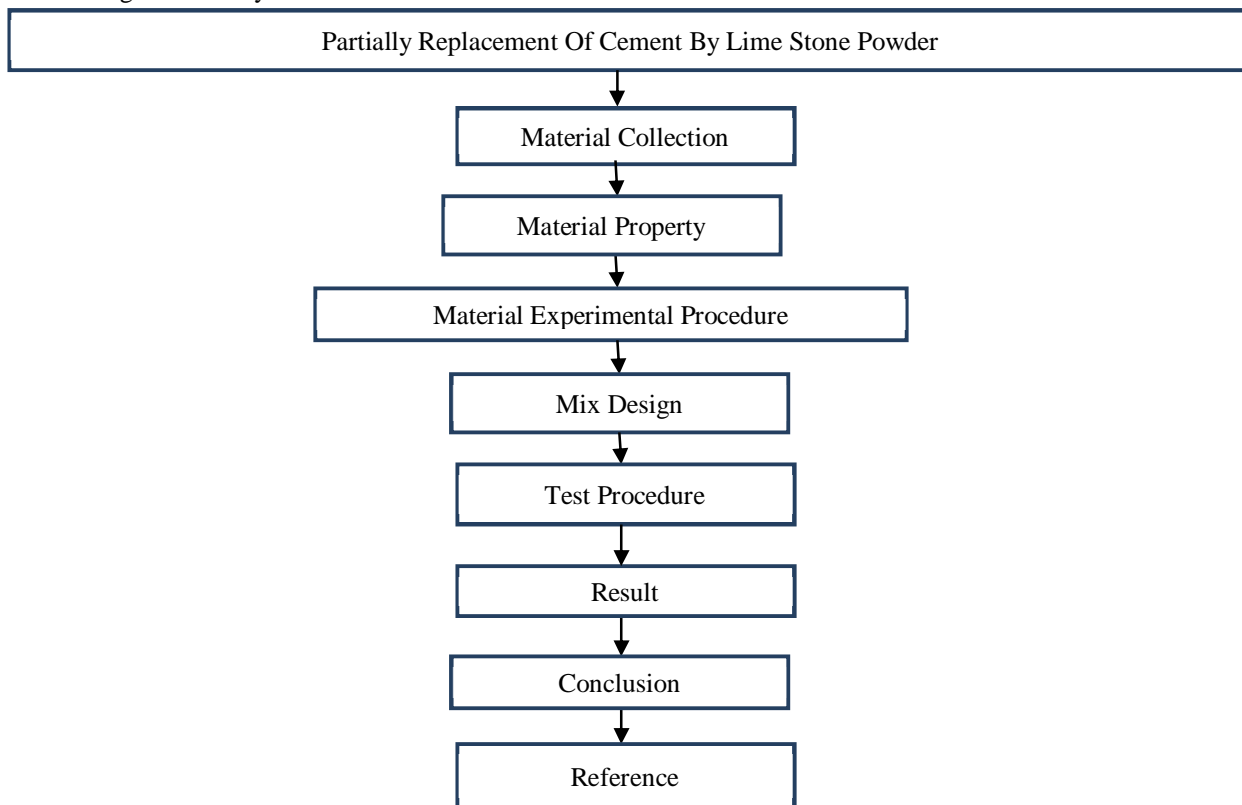 Partially Replacement Of Cement By Lime Stone Powder
Material Collection
Material Property
Material Experimental Procedure
Mix Design
Test Procedure
Result
Conclusion
Reference